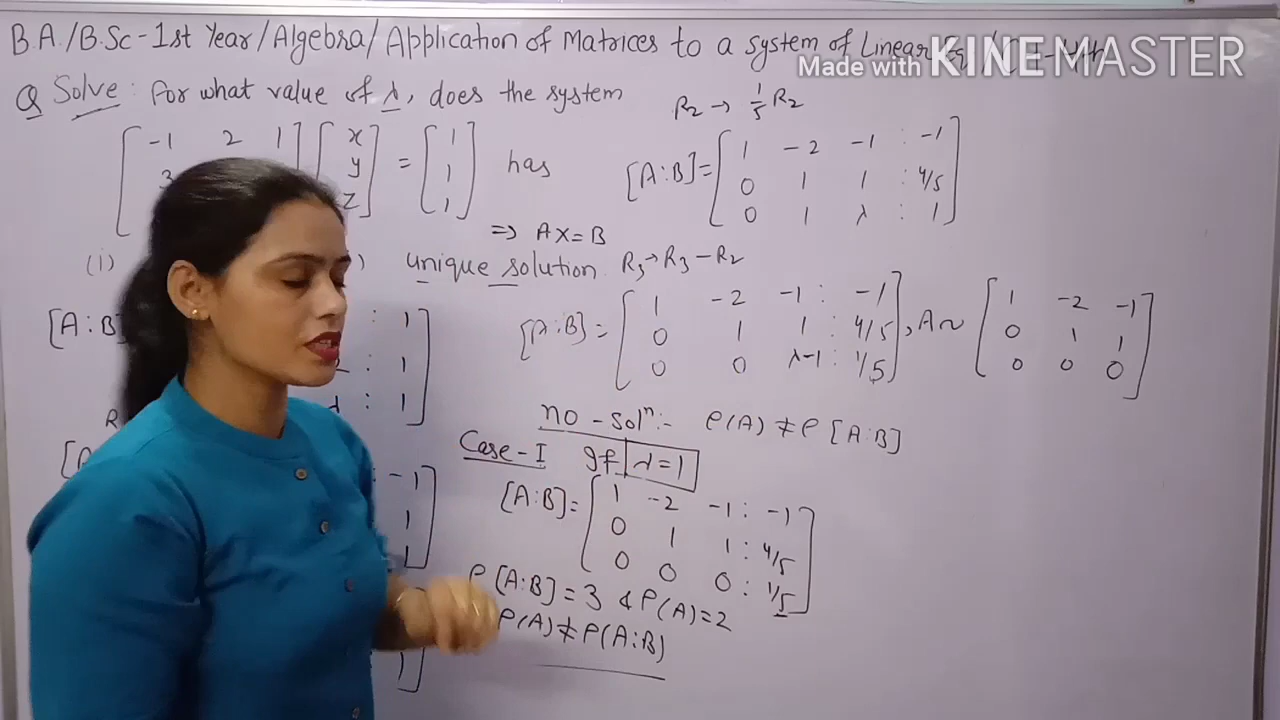 B.A./B.Sc-1st Year/Algebra/Application of Matrices to a system of Linear
Made with KINEMASTER
Q Solve: For what value of λ, does the system
[-1 2 1
3
] [x
y
z] = [1
1
1] has
⇒ AX=B
(i)
unique solution
[A:B]
: 1
: 1
: 1
: -1
1
1
R2 → 1/5 R2
[A:B] = [1 -2 -1 : -1
0 1 1 : 4/5
0 1 λ : 1]
R3→R3-R2
[A:B] = [1 -2 -1 : -1
0 1 1 : 4/5
0 0 λ-1 : 1/5], A~ [1 -2 -1
0 1 1
0 0 0]
no-solⁿ:- ρ(A) ≠ ρ[A:B]
Case-I If λ=1
[A:B] = [1 -2 -1 : -1
0 1 1 : 4/5
0 0 0 : 1/5]
ρ[A:B] = 3 & ρ(A)=2
ρ(A) ≠ ρ(A:B)